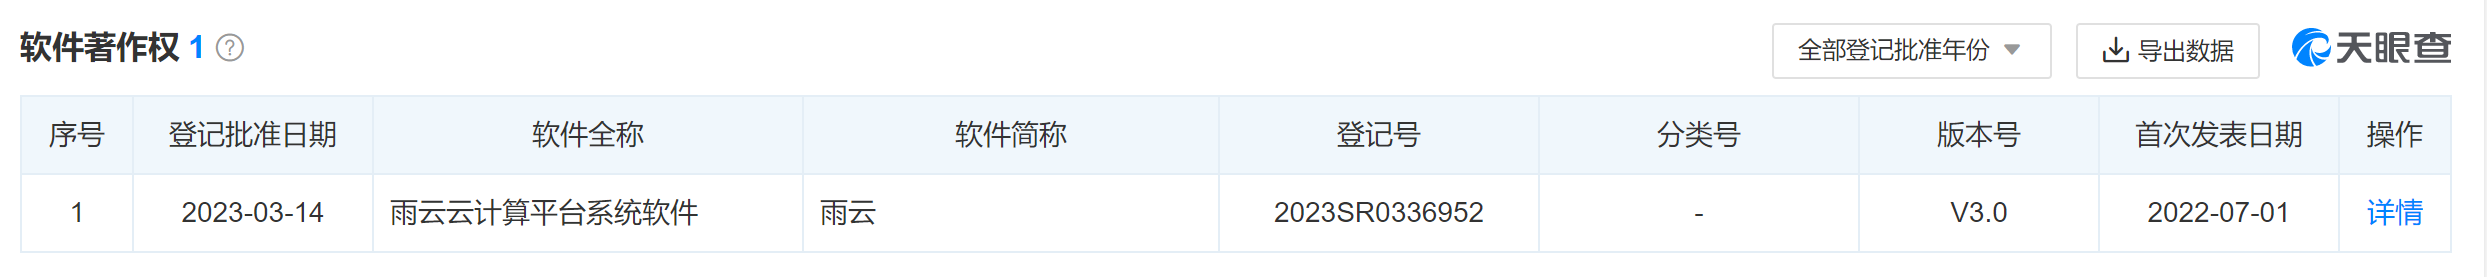 软件著作权 1 ? 全部登记批准年份 导出数据 天眼查
序号 登记批准日期 软件全称 软件简称 登记号 分类号 版本号 首次发表日期 操作
1 2023-03-14 雨云云计算平台系统软件 雨云 2023SR0336952 - V3.0 2022-07-01 详情